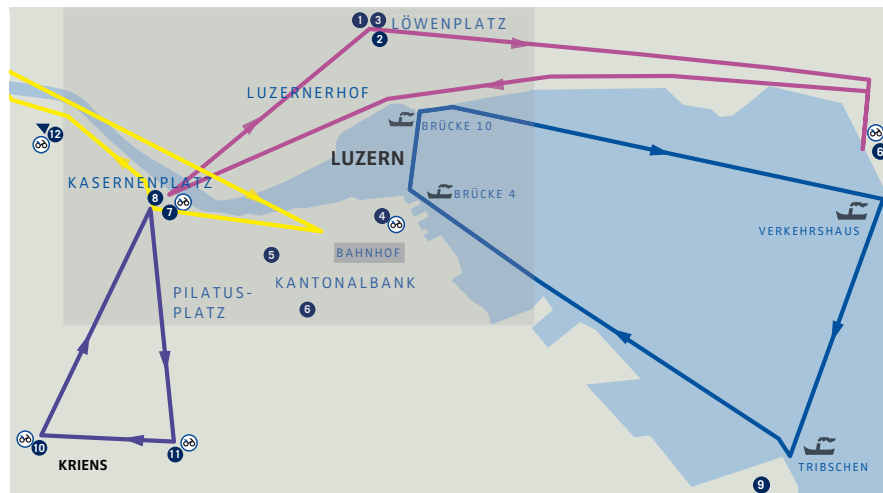 1 3 LÖWENPLATZ
2
LUZERNERHOF
BRÜCKE 10
12
6
LUZERN
KASERNENPLATZ
8
7
BRÜCKE 4
4
VERKEHRSHAUS
5
BAHNHOF
KANTONALBANK
PILATUS-
PLATZ
6
10
11
KRIENS
TRIBSCHEN
9